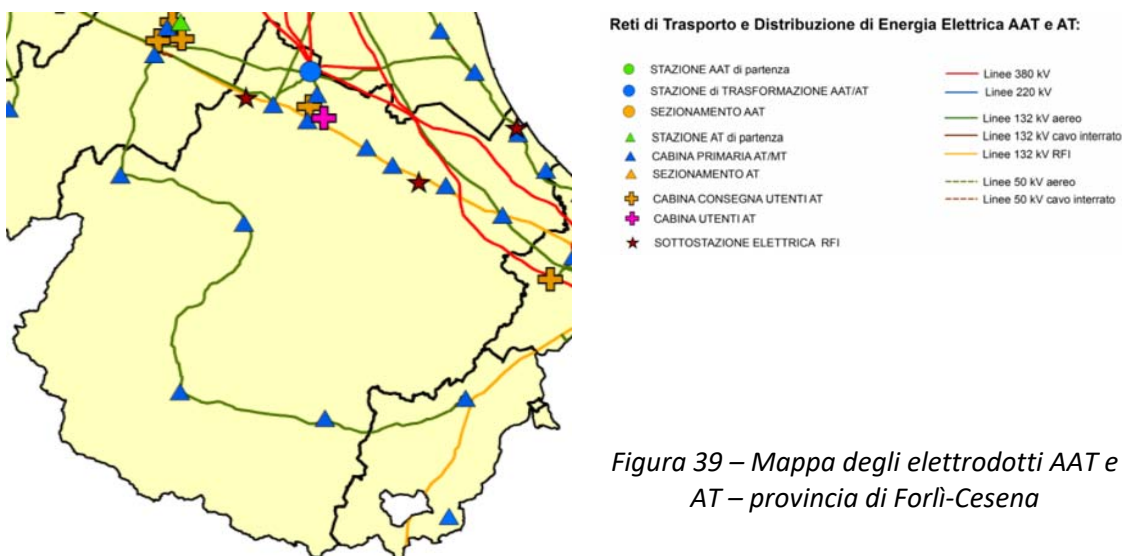 Reti di Trasporto e Distribuzione di Energia Elettrica AAT e AT:
STAZIONE AAT di partenza
STAZIONE di TRASFORMAZIONE AAT/AT
SEZIONAMENTO AAT
STAZIONE AT di partenza
CABINA PRIMARIA AT/MT
SEZIONAMENTO AT
CABINA CONSEGNA UTENTI AT
CABINA UTENTI AT
SOTTOSTAZIONE ELETTRICA RFI
Linee 380 kV
Linee 220 kV
Linee 132 kV aereo
Linee 132 kV cavo interrato
Linee 132 kV RFI
Linee 50 kV aereo
Linee 50 kV cavo interrato
Figura 39 – Mappa degli elettrodotti AAT e
AT – provincia di Forlì-Cesena